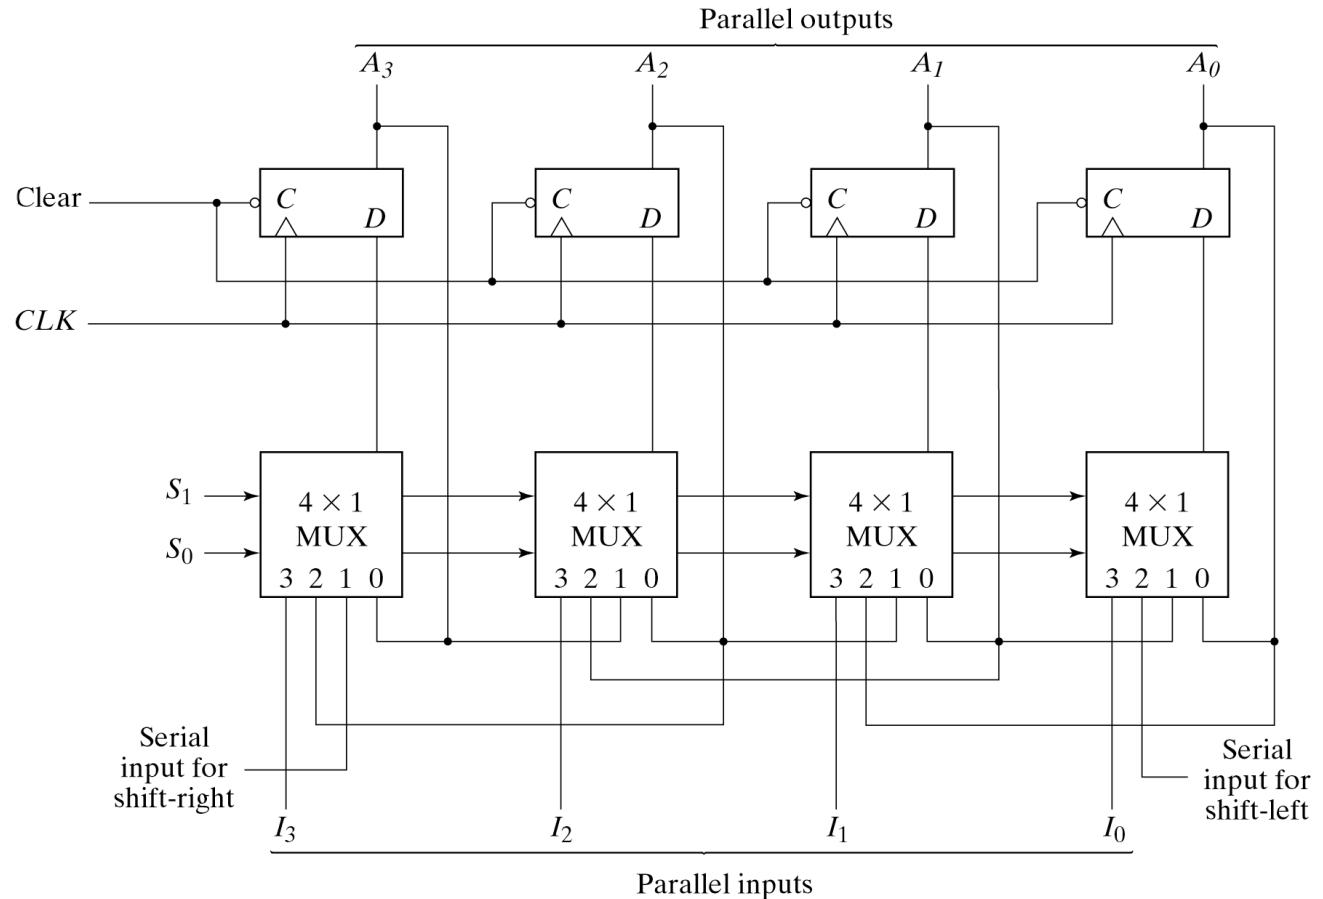 Parallel outputs
A3 A2 A1 A0
Clear C D C D C D C D
CLK
S1 4 × 1 MUX 4 × 1 MUX 4 × 1 MUX 4 × 1 MUX
S0
3 2 1 0 3 2 1 0 3 2 1 0 3 2 1 0
Serial
input for
shift-right
Serial
input for
shift-left
I3 I2 I1 I0
Parallel inputs